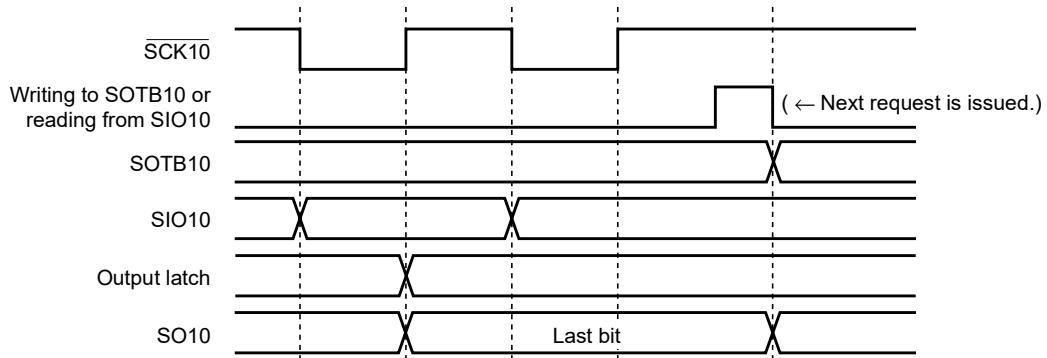 SCK10
Writing to SOTB10 or
reading from SIO10
( ← Next request is issued.)
SOTB10
SIO10
Output latch
SO10
Last bit